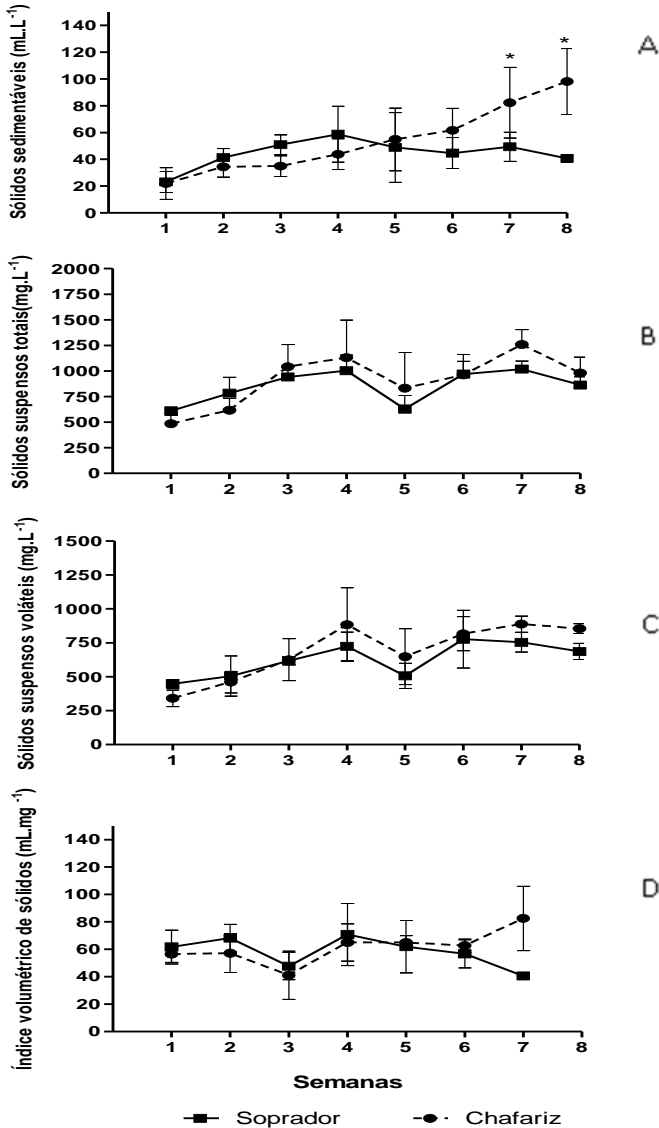 Sólidos sedimentáveis (mL.L-1)
140
120
100
80
60
40
20
0
* *
1 2 3 4 5 6 7 8
A
Sólidos suspensos totais(mg.L-1)
2000
1750
1500
1250
1000
750
500
250
0
1 2 3 4 5 6 7 8
B
Sólidos suspensos voláteis (mg.L-1)
1500
1250
1000
750
500
250
0
1 2 3 4 5 6 7 8
C
Índice volumétrico de sólidos (mL.mg -1)
140
120
100
80
60
40
20
0
1 2 3 4 5 6 7 8
D
Semanas
Soprador Chafariz